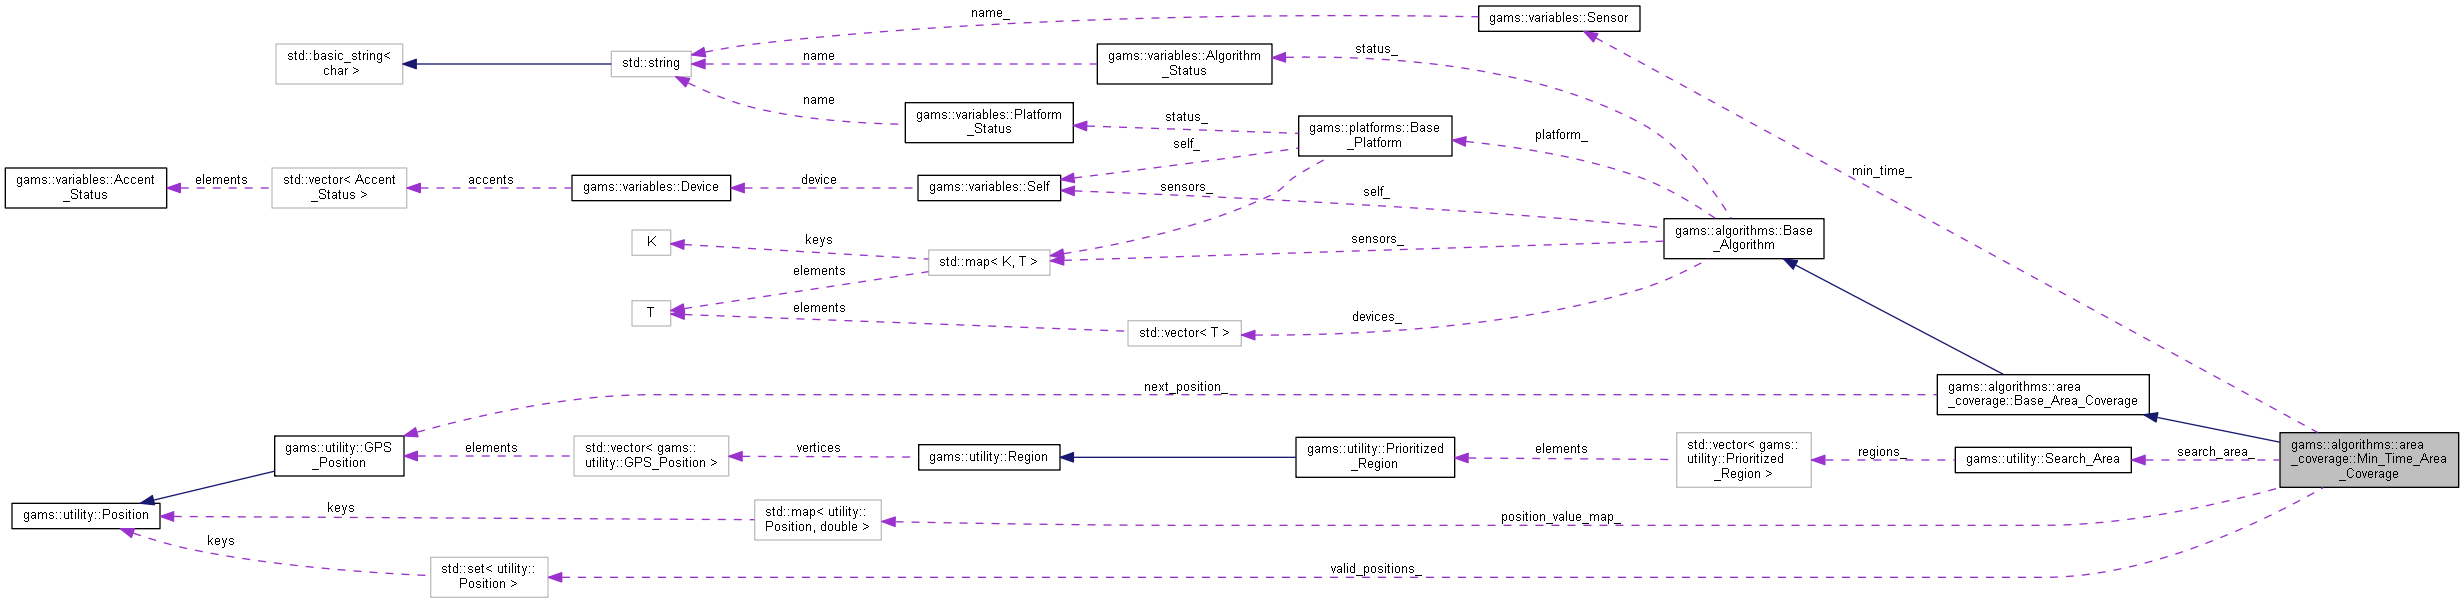 name_
gams::variables::Sensor
std::basic_string<
char >
std::string
name
gams::variables::Algorithm
_Status
status_
name
gams::variables::Platform
_Status
status_
gams::platforms::Base
_Platform
platform_
self_
min_time_
gams::variables::Accent
_Status
elements
std::vector< Accent
_Status >
accents
gams::variables::Device
device
gams::variables::Self
sensors_
self_
K
keys
std::map< K, T >
sensors_
gams::algorithms::Base
_Algorithm
elements
T
elements
std::vector< T >
devices_
next_position_
gams::algorithms::area
_coverage::Base_Area_Coverage
gams::utility::GPS
_Position
elements
std::vector< gams::
utility::GPS_Position >
vertices
gams::utility::Region
gams::utility::Prioritized
_Region
elements
std::vector< gams::
utility::Prioritized
_Region >
regions_
gams::utility::Search_Area
search_area_
gams::algorithms::area
_coverage::Min_Time_Area
_Coverage
gams::utility::Position
keys
std::map< utility::
Position, double >
position_value_map_
keys
std::set< utility::
Position >
valid_positions_